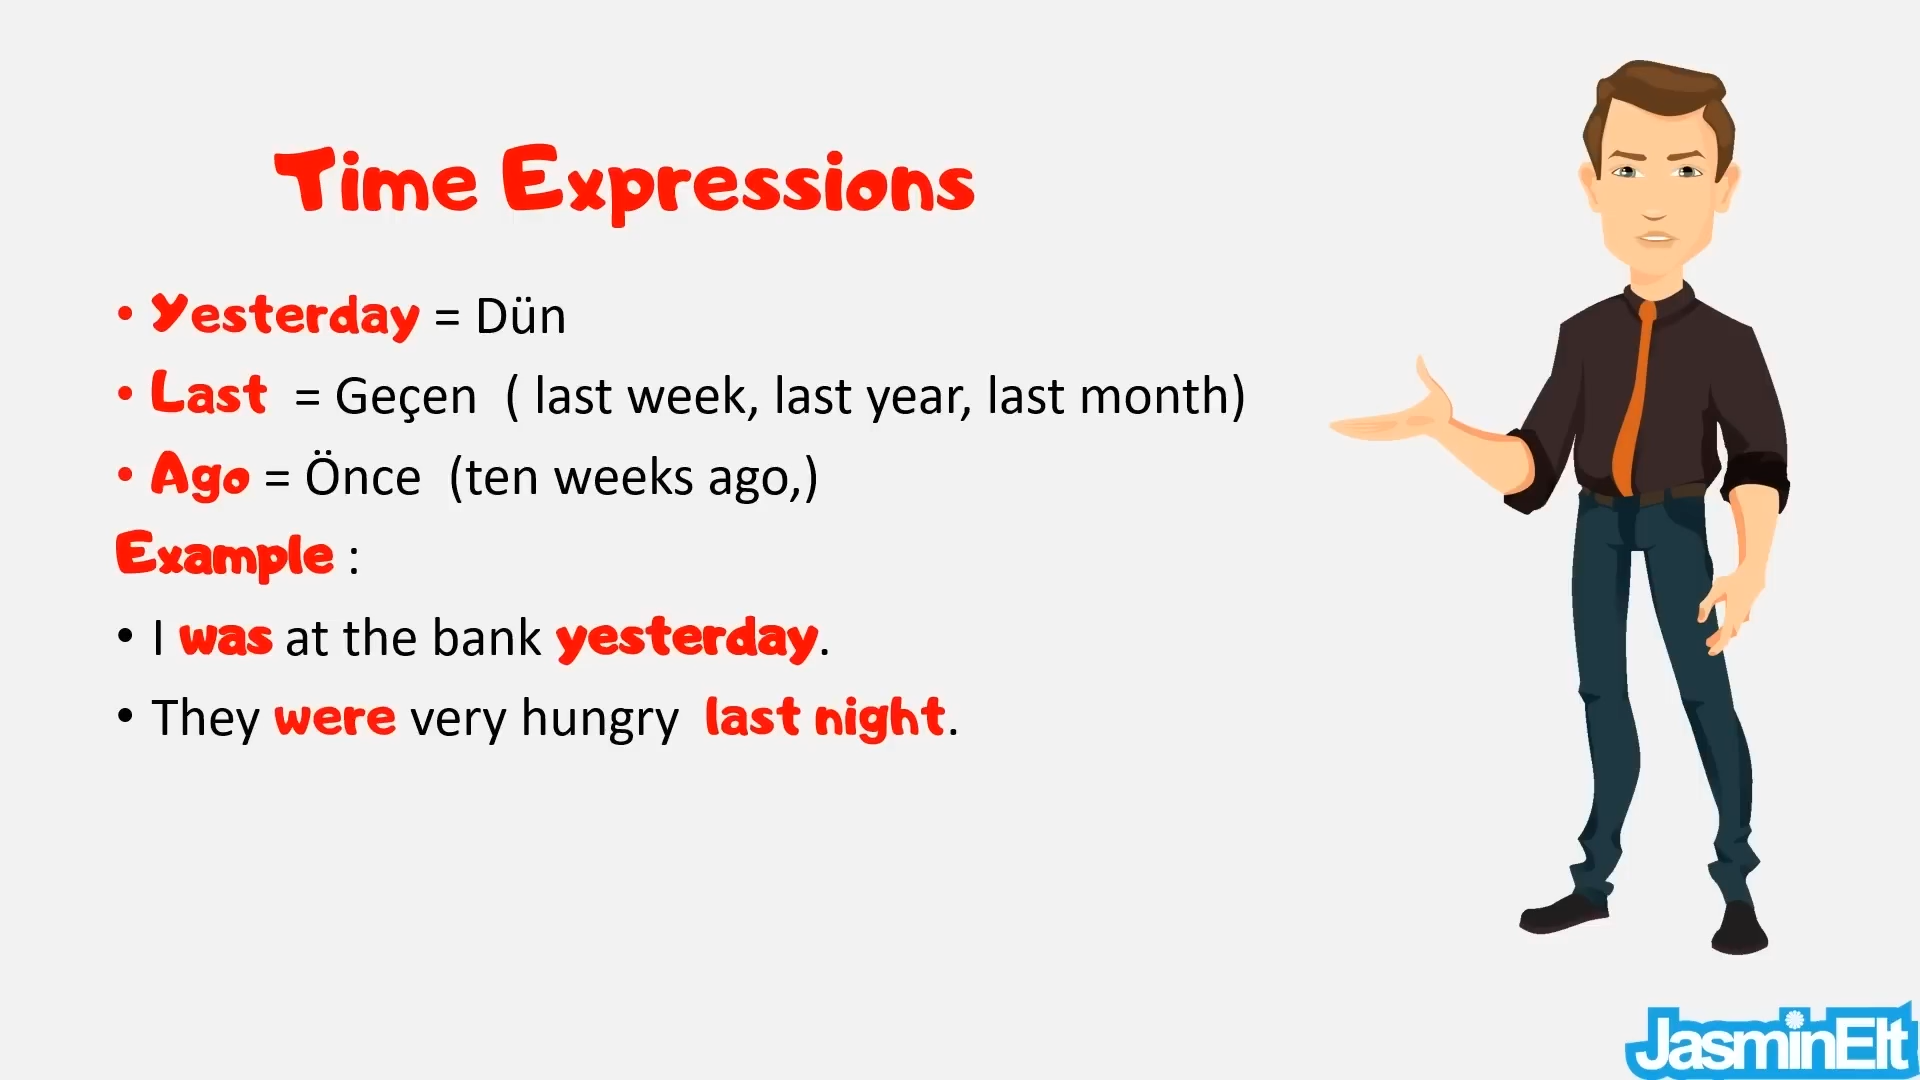 Time Expressions
• Yesterday = Dün
• Last = Geçen ( last week, last year, last month)
• Ago = Önce (ten weeks ago,)
Example :
• I was at the bank yesterday.
• They were very hungry last night.
JasminElt